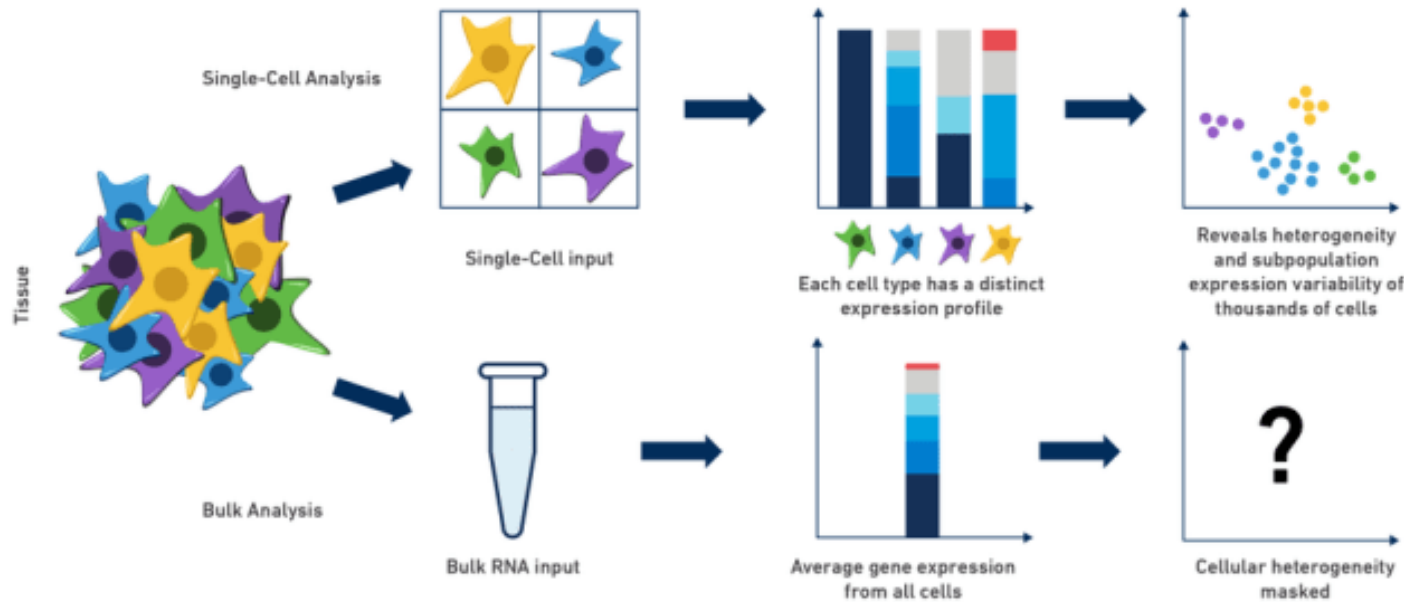 Single-Cell Analysis
Tissue
Single-Cell input
Each cell type has a distinct
expression profile
Reveals heterogeneity
and subpopulation
expression variability of
thousands of cells
Bulk Analysis
Bulk RNA input
Average gene expression
from all cells
?
Cellular heterogeneity
masked